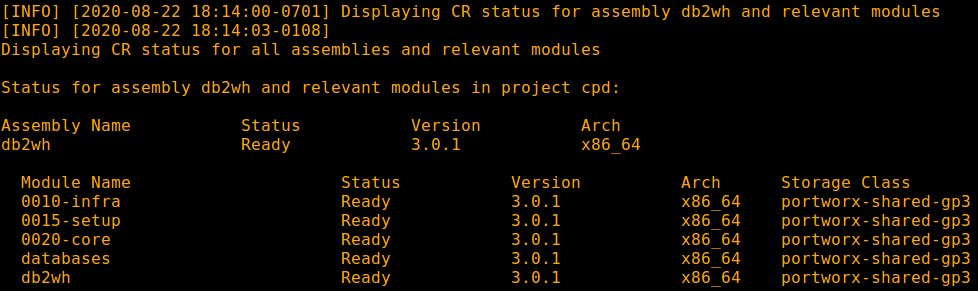 [INFO] [2020-08-22 18:14:00-0701] Displaying CR status for assembly db2wh and relevant modules
[INFO] [2020-08-22 18:14:03-0108]
Displaying CR status for all assemblies and relevant modules
Status for assembly db2wh and relevant modules in project cpd:
Assembly Name Status Version Arch
db2wh Ready 3.0.1 x86_64
Module Name Status Version Arch Storage Class
0010-infra Ready 3.0.1 x86_64 portworx-shared-gp3
0015-setup Ready 3.0.1 x86_64 portworx-shared-gp3
0020-core Ready 3.0.1 x86_64 portworx-shared-gp3
databases Ready 3.0.1 x86_64 portworx-shared-gp3
db2wh Ready 3.0.1 x86_64 portworx-shared-gp3